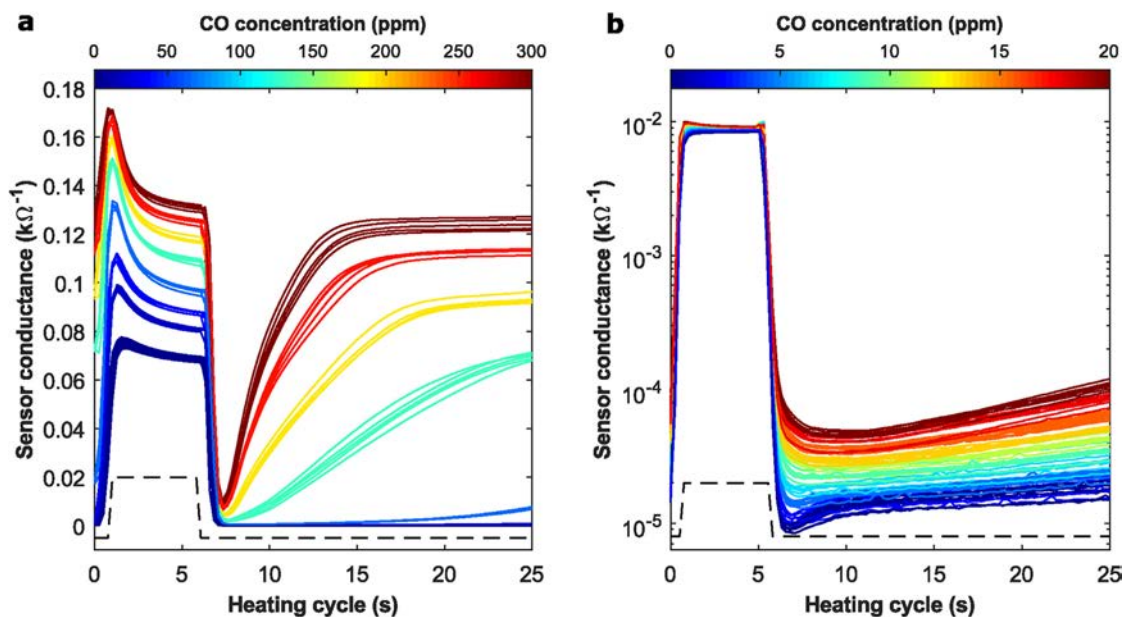 a
CO concentration (ppm)
0 50 100 150 200 250 300
Sensor conductance (kΩ⁻¹)
0.18
0.16
0.14
0.12
0.1
0.08
0.06
0.04
0.02
0
0 5 10 15 20 25
Heating cycle (s)
b
CO concentration (ppm)
0 5 10 15 20
Sensor conductance (kΩ⁻¹)
10⁻²
10⁻³
10⁻⁴
10⁻⁵
0 5 10 15 20 25
Heating cycle (s)